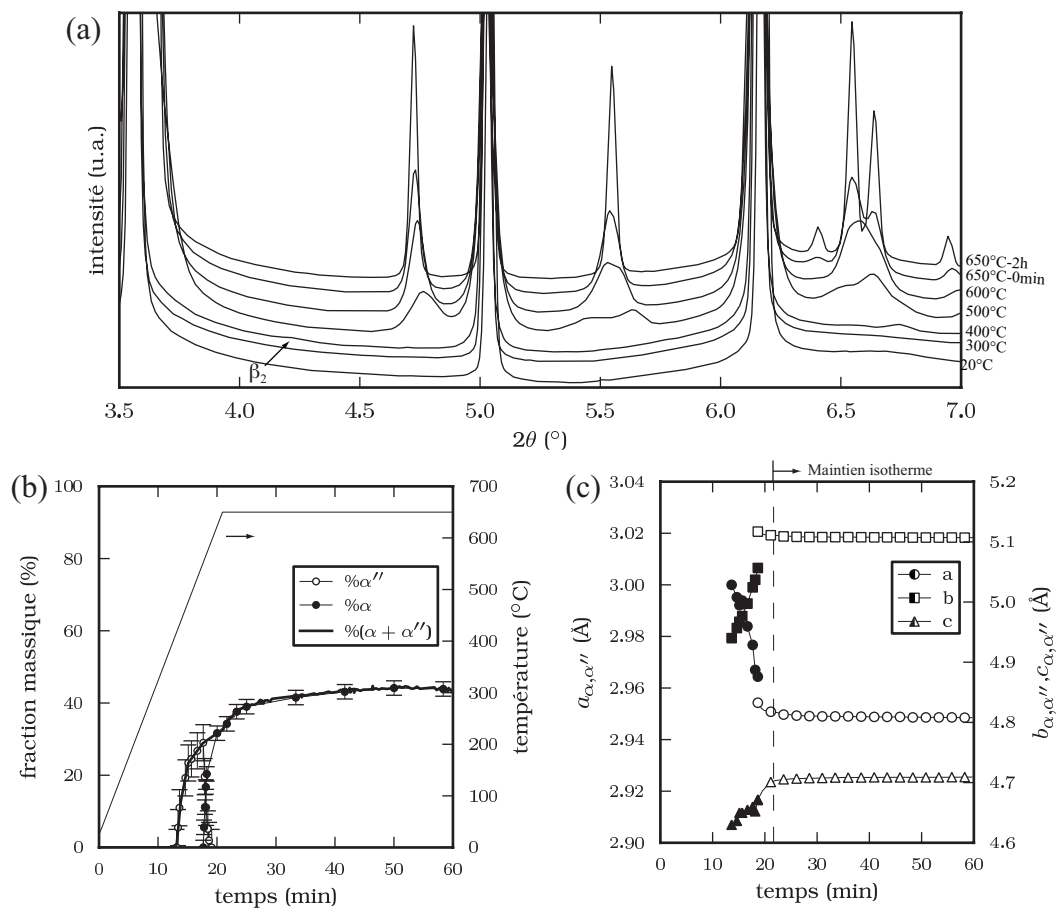 (a)
intensité (u.a.)
β₂
650°C-2h
650°C-0min
600°C
500°C
400°C
300°C
20°C
3.5 4.0 4.5 5.0 5.5 6.0 6.5 7.0
2θ (°)
(b)
fraction massique (%)
100
80
60
40
20
0
%α''
%α
%(α + α'')
700
600
500
400
300
200
100
0
température (°C)
0 10 20 30 40 50 60
temps (min)
(c)
Maintien isotherme
a α,α'' (Å)
3.04
3.02
3.00
2.98
2.96
2.94
2.92
2.90
a
b
c
5.2
5.1
5.0
4.9
4.8
4.7
4.6
b α,α'', c α,α'' (Å)
0 10 20 30 40 50 60
temps (min)